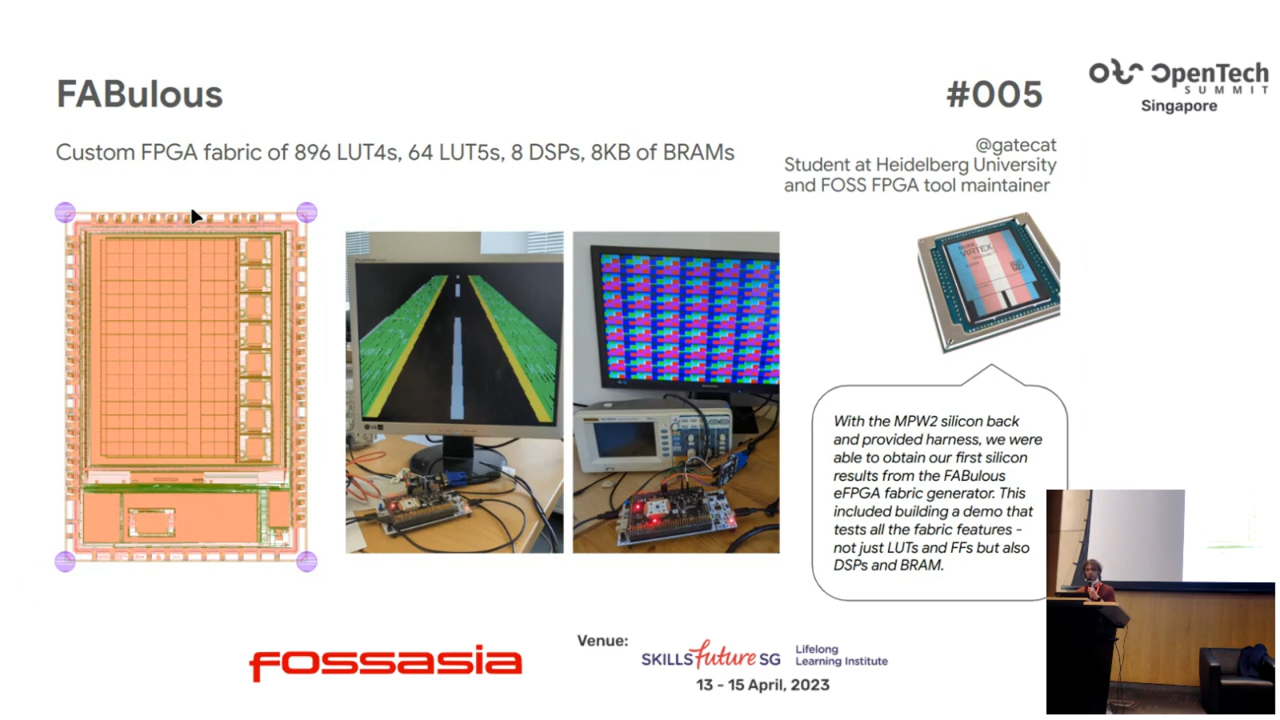 FABulous
#005
OpenTech
SUMMIT
Singapore
Custom FPGA fabric of 896 LUT4s, 64 LUT5s, 8 DSPs, 8KB of BRAMs
@gatecat
Student at Heidelberg University
and FOSS FPGA tool maintainer
VIRTEX
With the MPW2 silicon back
and provided harness, we were
able to obtain our first silicon
results from the FABulous
eFPGA fabric generator. This
included building a demo that
tests all the fabric features -
not just LUTs and FFs but also
DSPs and BRAM.
fossasia
Venue:
SKILLSfuture SG
Lifelong
Learning Institute
13 - 15 April, 2023